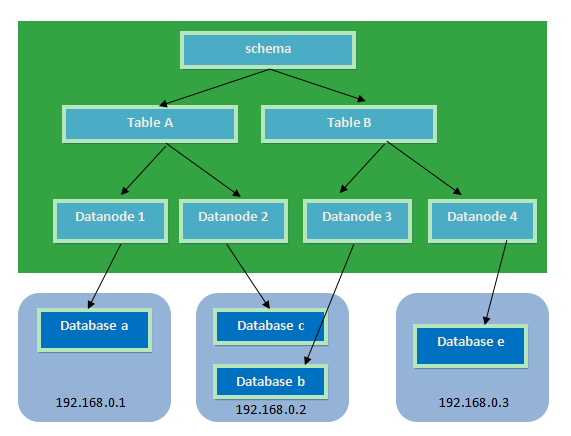 schema
Table A
Table B
Datanode 1
Datanode 2
Datanode 3
Datanode 4
Database a
Database c
Database e
Database b
192.168.0.1
192.168.0.2
192.168.0.3